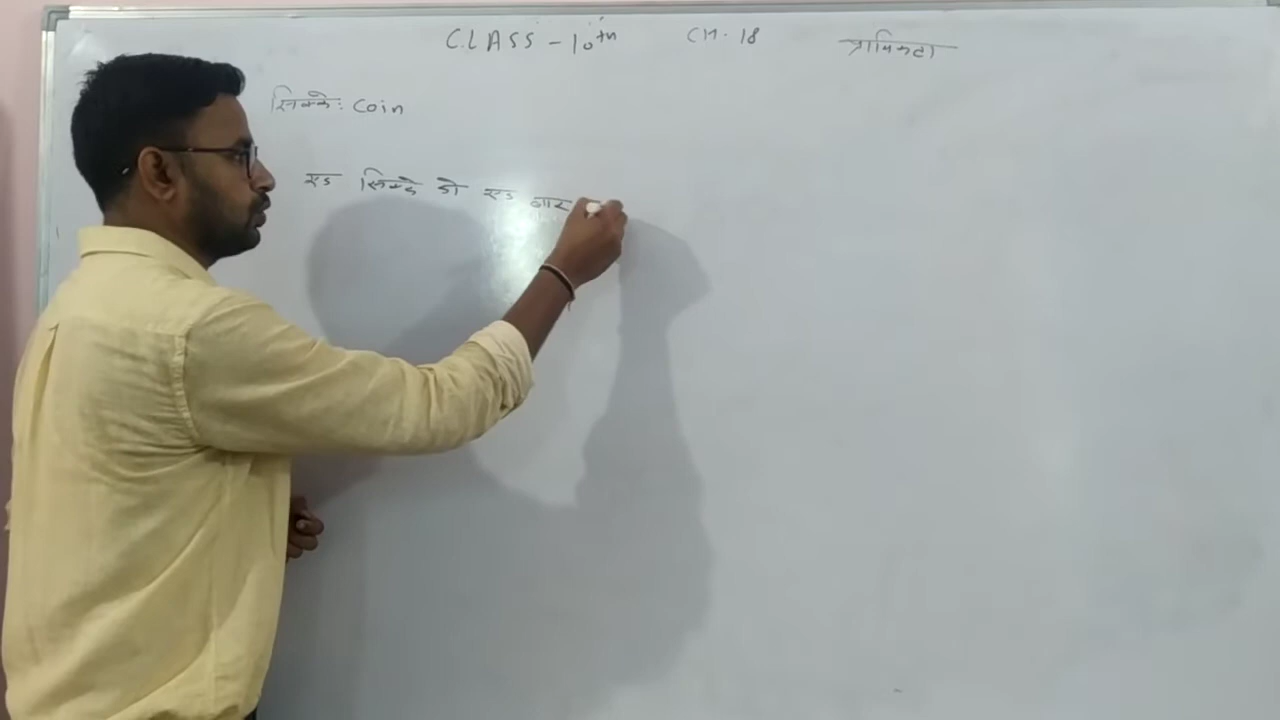 CLASS - 10th CH. 18 प्रायिकता
सिक्के: Coin
एक सिक्के को एक बार